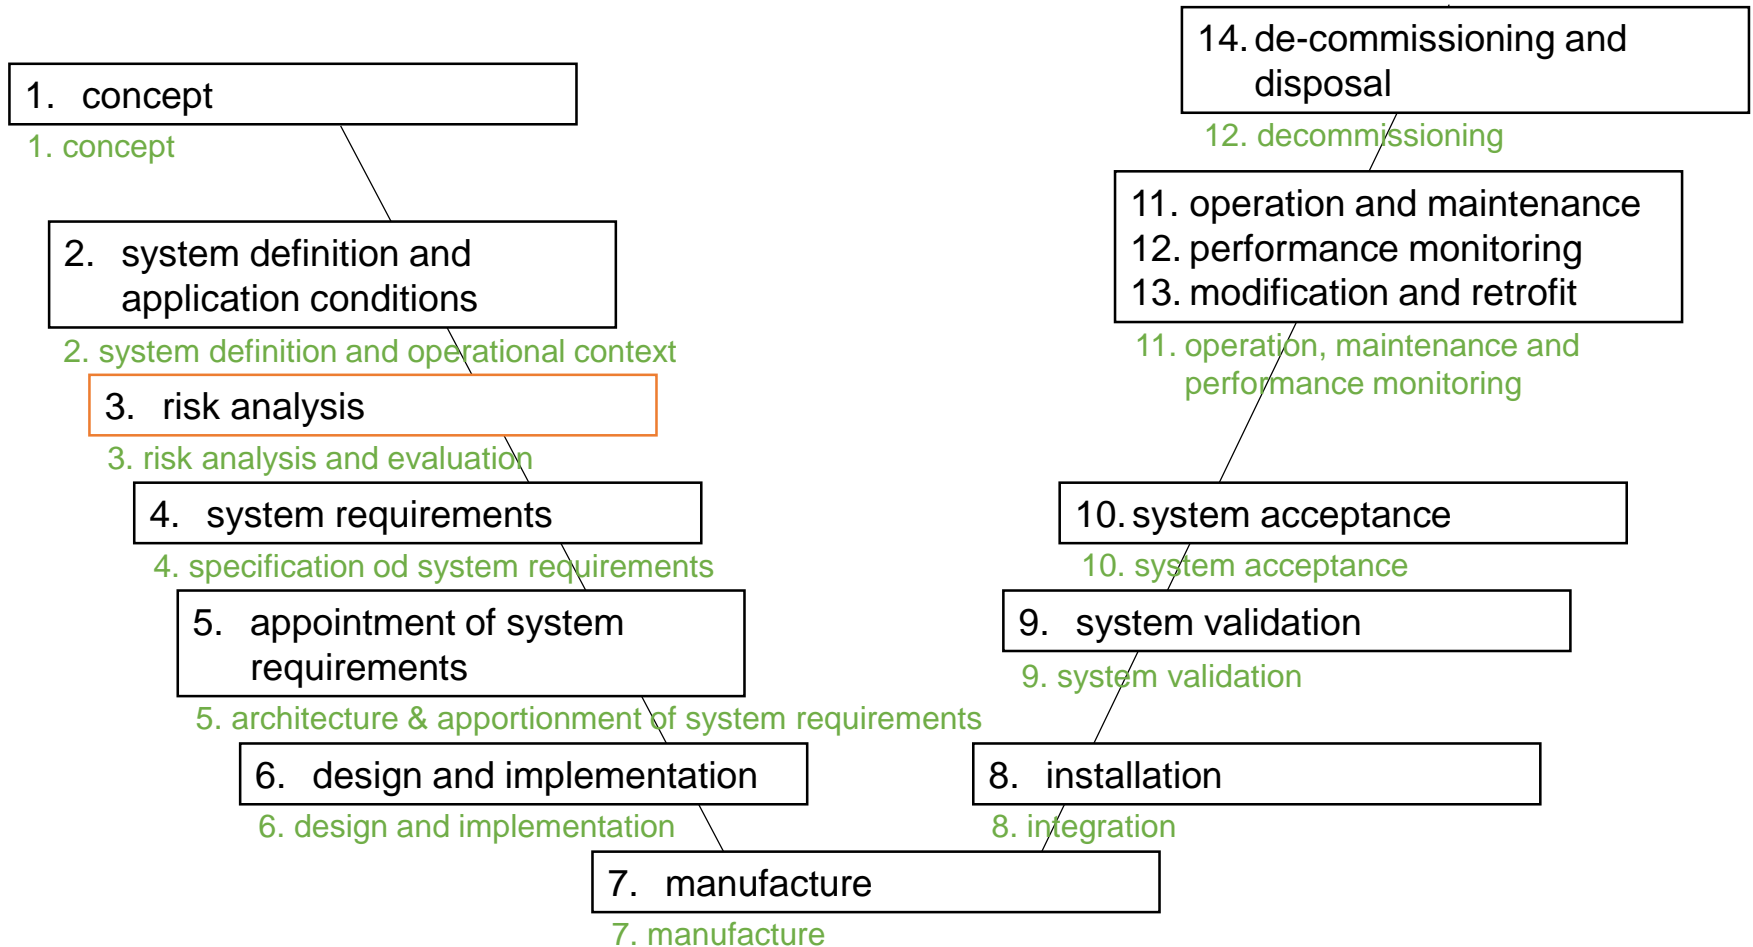 1. concept
1. concept
2. system definition and
application conditions
2. system definition and operational context
3. risk analysis
3. risk analysis and evaluation
4. system requirements
4. specification od system requirements
5. appointment of system
requirements
5. architecture & apportionment of system requirements
6. design and implementation
6. design and implementation
7. manufacture
7. manufacture
8. installation
8. integration
9. system validation
9. system validation
10. system acceptance
10. system acceptance
11. operation and maintenance
12. performance monitoring
13. modification and retrofit
11. operation, maintenance and
performance monitoring
14. de-commissioning and
disposal
12. decommissioning